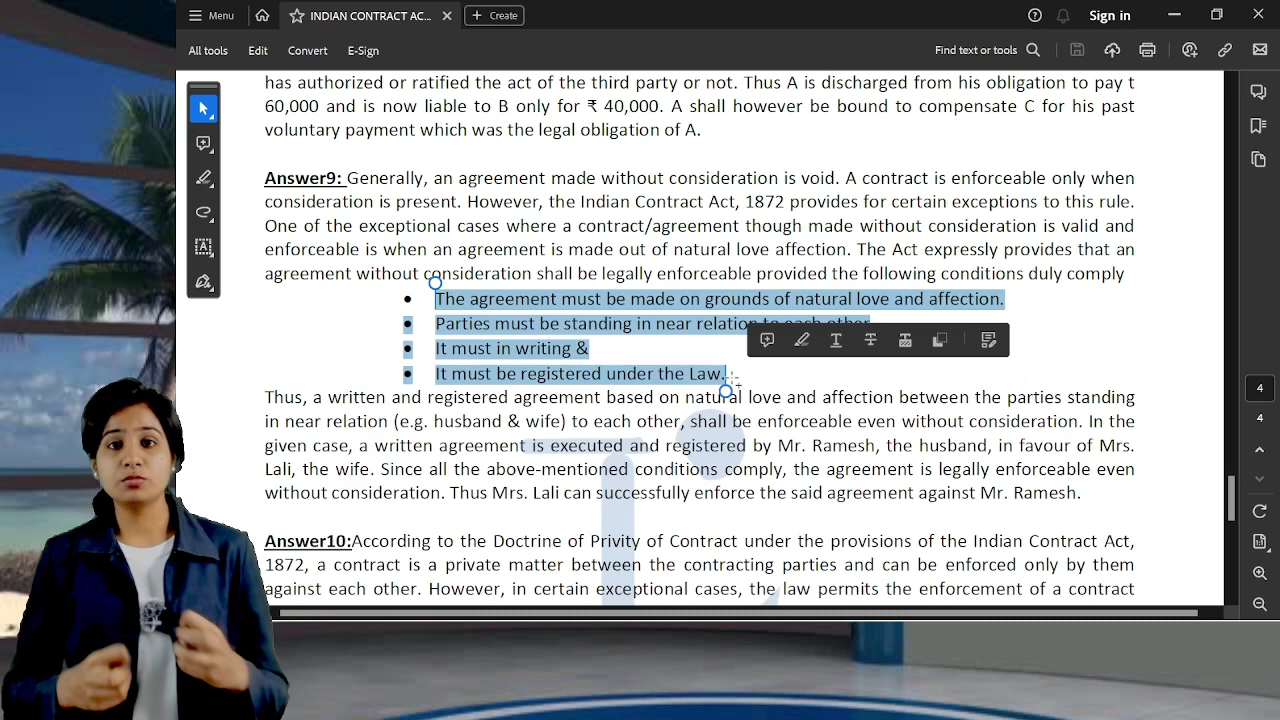 Menu
INDIAN CONTRACT AC...
Create
Sign in
All tools
Edit
Convert
E-Sign
Find text or tools
has authorized or ratified the act of the third party or not. Thus A is discharged from his obligation to pay t
60,000 and is now liable to B only for ₹ 40,000. A shall however be bound to compensate C for his past
voluntary payment which was the legal obligation of A.
Answer9: Generally, an agreement made without consideration is void. A contract is enforceable only when
consideration is present. However, the Indian Contract Act, 1872 provides for certain exceptions to this rule.
One of the exceptional cases where a contract/agreement though made without consideration is valid and
enforceable is when an agreement is made out of natural love affection. The Act expressly provides that an
agreement without consideration shall be legally enforceable provided the following conditions duly comply
• The agreement must be made on grounds of natural love and affection.
• Parties must be standing in near relation to each other
• It must in writing &
• It must be registered under the Law.
Thus, a written and registered agreement based on natural love and affection between the parties standing
in near relation (e.g. husband & wife) to each other, shall be enforceable even without consideration. In the
given case, a written agreement is executed and registered by Mr. Ramesh, the husband, in favour of Mrs.
Lali, the wife. Since all the above-mentioned conditions comply, the agreement is legally enforceable even
without consideration. Thus Mrs. Lali can successfully enforce the said agreement against Mr. Ramesh.
Answer10:According to the Doctrine of Privity of Contract under the provisions of the Indian Contract Act,
1872, a contract is a private matter between the contracting parties and can be enforced only by them
against each other. However, in certain exceptional cases, the law permits the enforcement of a contract
4
4